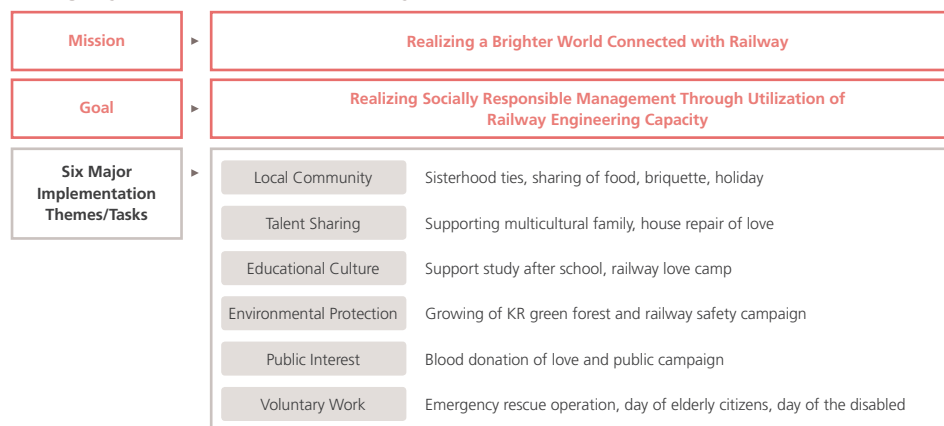 Mission ▸ Realizing a Brighter World Connected with Railway
Goal ▸ Realizing Socially Responsible Management Through Utilization of
Railway Engineering Capacity
Six Major
Implementation
Themes/Tasks ▸
Local Community Sisterhood ties, sharing of food, briquette, holiday
Talent Sharing Supporting multicultural family, house repair of love
Educational Culture Support study after school, railway love camp
Environmental Protection Growing of KR green forest and railway safety campaign
Public Interest Blood donation of love and public campaign
Voluntary Work Emergency rescue operation, day of elderly citizens, day of the disabled